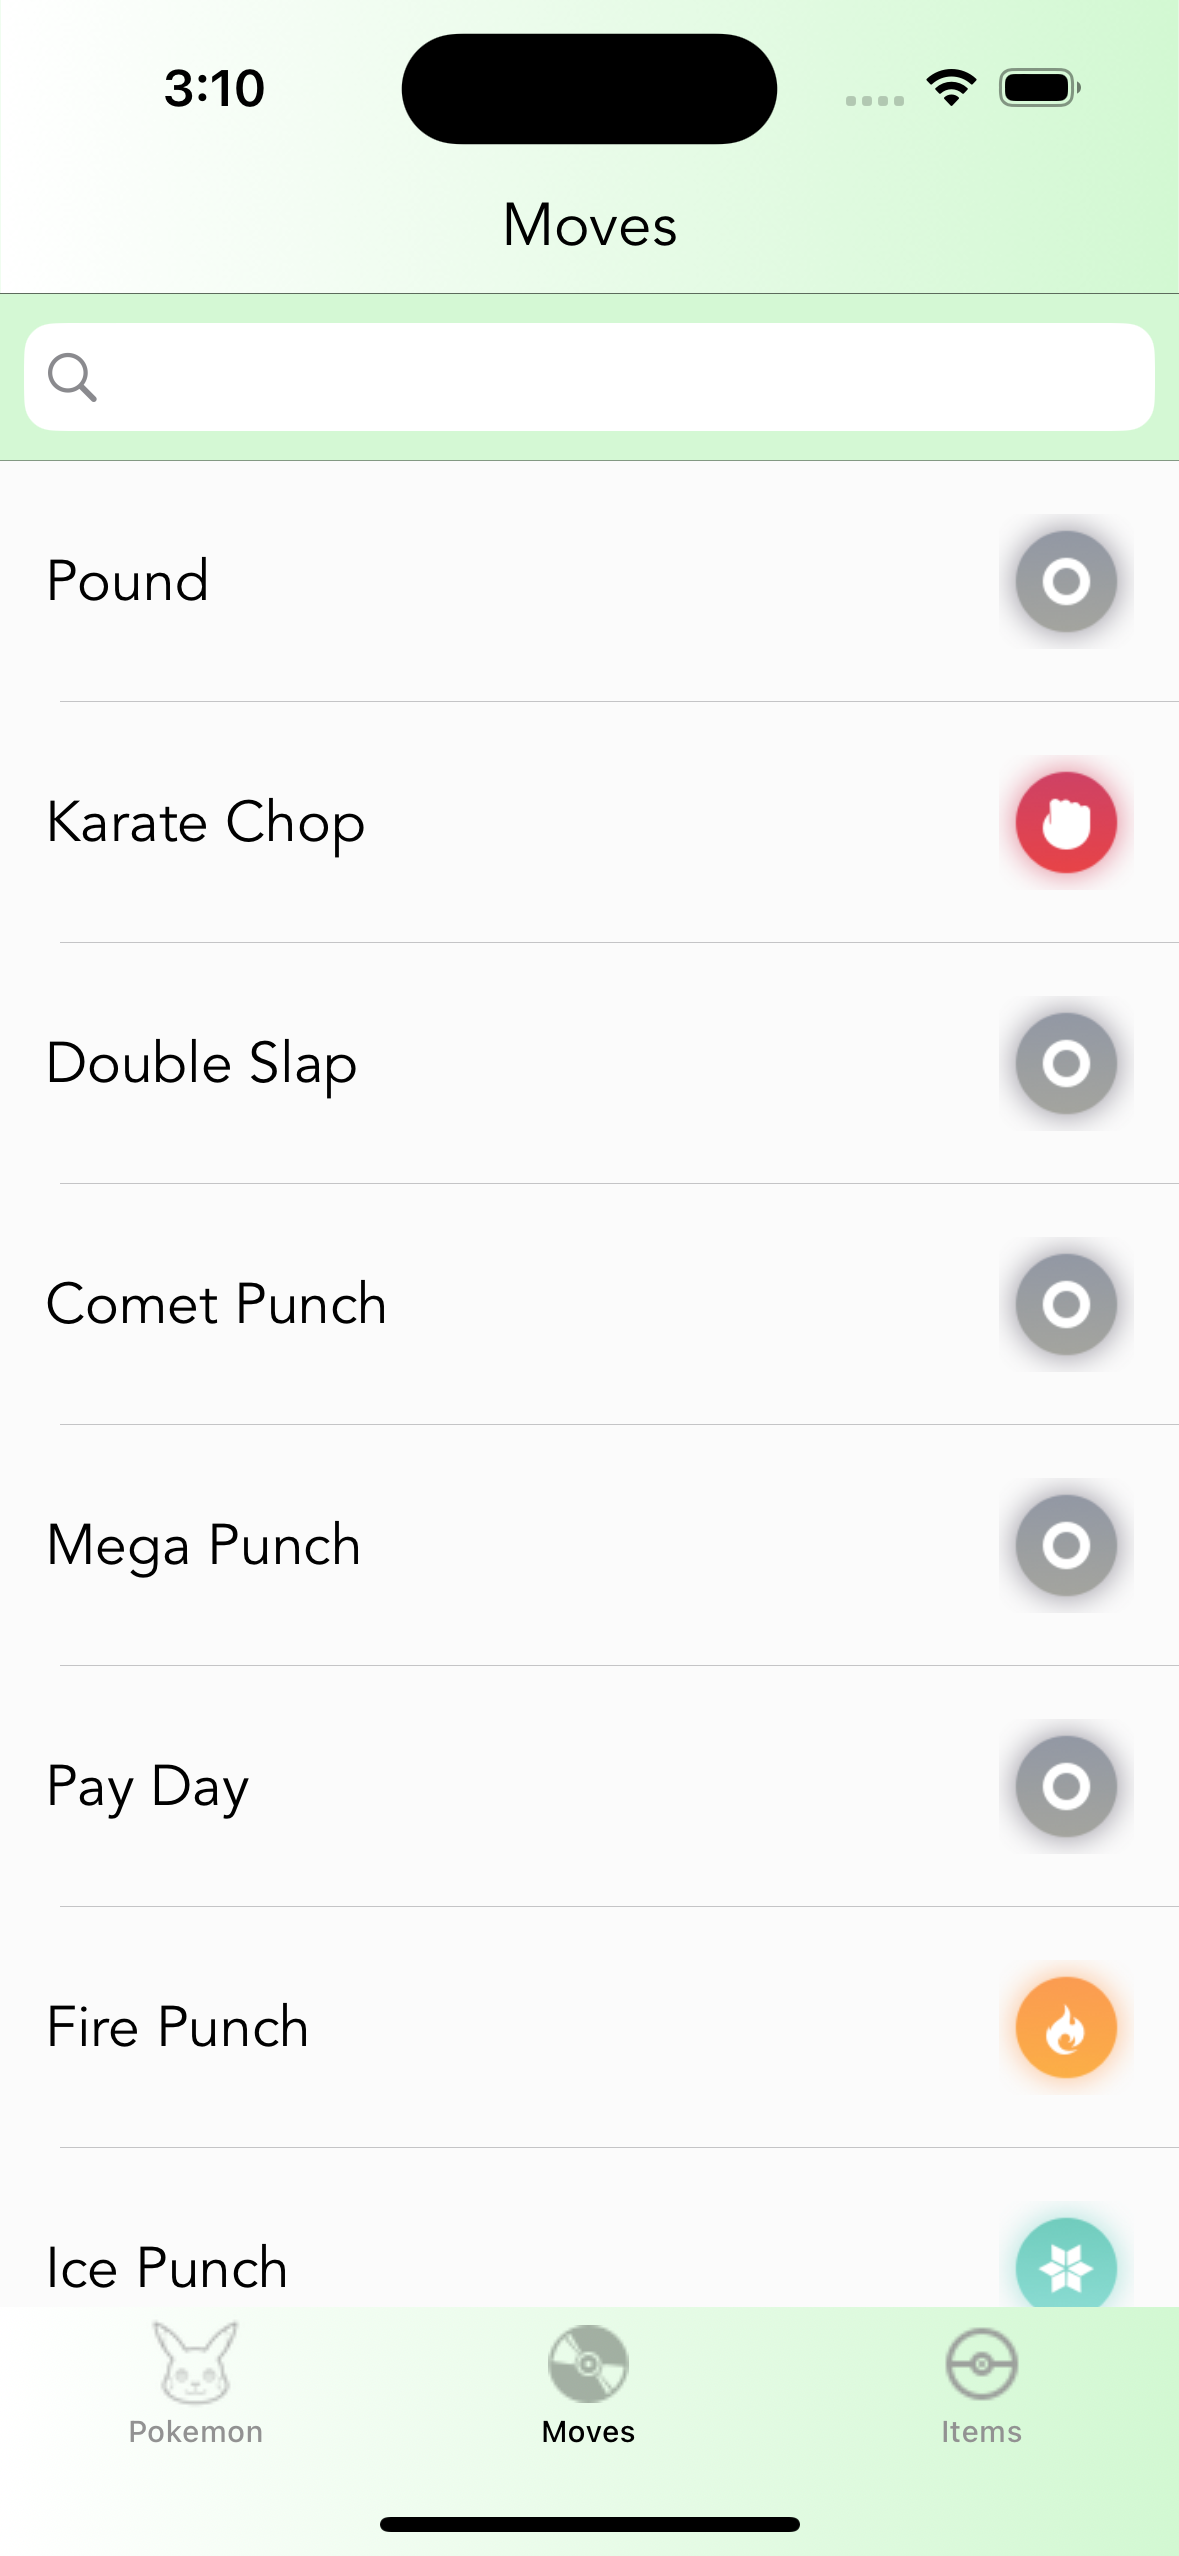 3:10
Moves
Pound
Karate Chop
Double Slap
Comet Punch
Mega Punch
Pay Day
Fire Punch
Ice Punch
Pokemon
Moves
Items